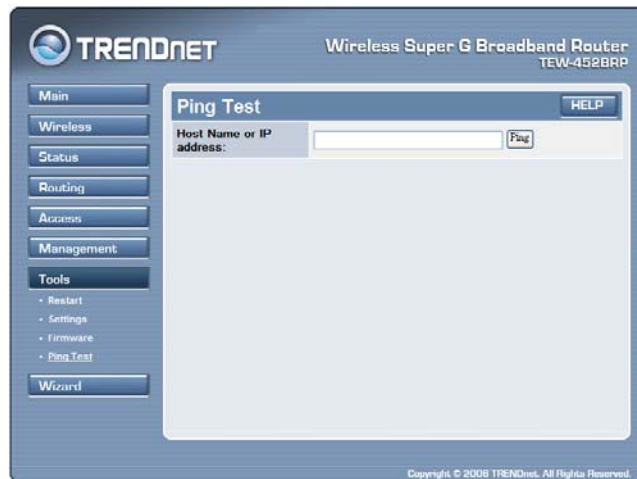 TRENDNET
Wireless Super G Broadband Router
TEW-452BRP
Main
Wireless
Status
Routing
Access
Management
Tools
• Restart
• Settings
• Firmware
• Ping Test
Wizard
Ping Test
HELP
Host Name or IP
address:
Ping
Copyright © 2006 TRENDnet. All Rights Reserved.